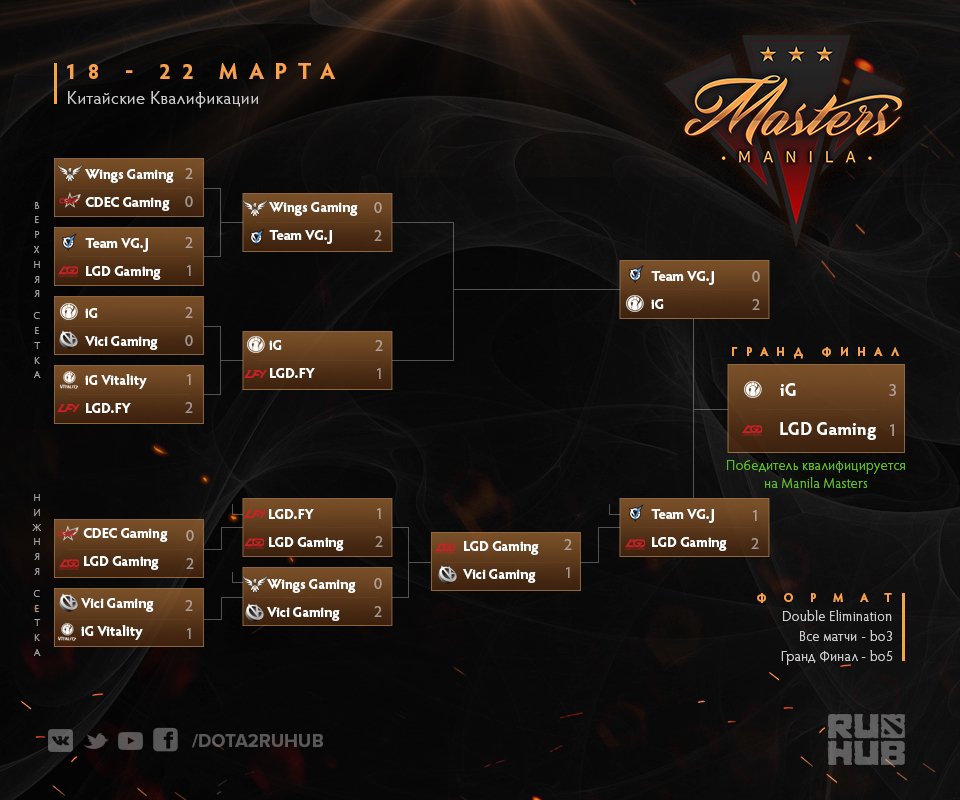 18 - 22 МАРТА
Китайские Квалификации
Masters
MANILA
ВЕРХНЯЯ СЕТКА
Wings Gaming 2
CDEC Gaming 0
Team VG.J 2
LGD Gaming 1
iG 2
Vici Gaming 0
iG Vitality 1
LGD.FY 2
Wings Gaming 0
Team VG.J 2
iG 2
LGD.FY 1
Team VG.J 0
iG 2
ГРАНД ФИНАЛ
iG 3
LGD Gaming 1
Победитель квалифицируется
на Manila Masters
НИЖНЯЯ СЕТКА
CDEC Gaming 0
LGD Gaming 2
Vici Gaming 2
iG Vitality 1
LGD.FY 1
LGD Gaming 2
Wings Gaming 0
Vici Gaming 2
LGD Gaming 2
Vici Gaming 1
Team VG.J 1
LGD Gaming 2
ФОРМАТ
Double Elimination
Все матчи - bo3
Гранд Финал - bo5
/DOTA2RUHUB
RU
HUB